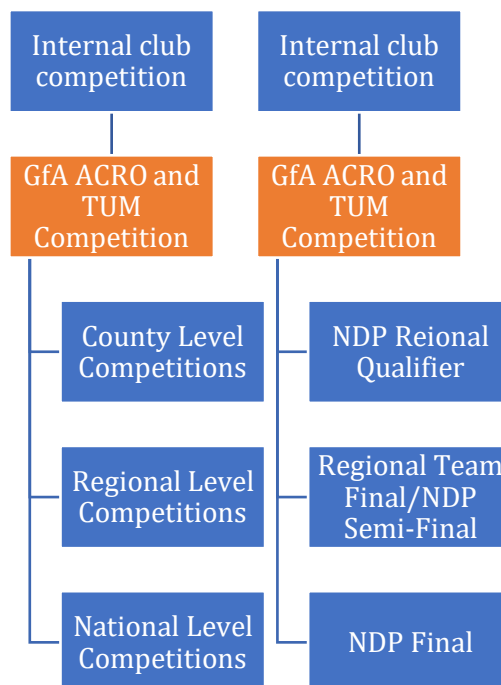 Internal club
competition
GfA ACRO and
TUM
Competition
County Level
Competitions
Regional Level
Competitions
National Level
Competitions
Internal club
competition
GfA ACRO and
TUM
Competition
NDP Reional
Qualifier
Regional Team
Final/NDP
Semi-Final
NDP Final